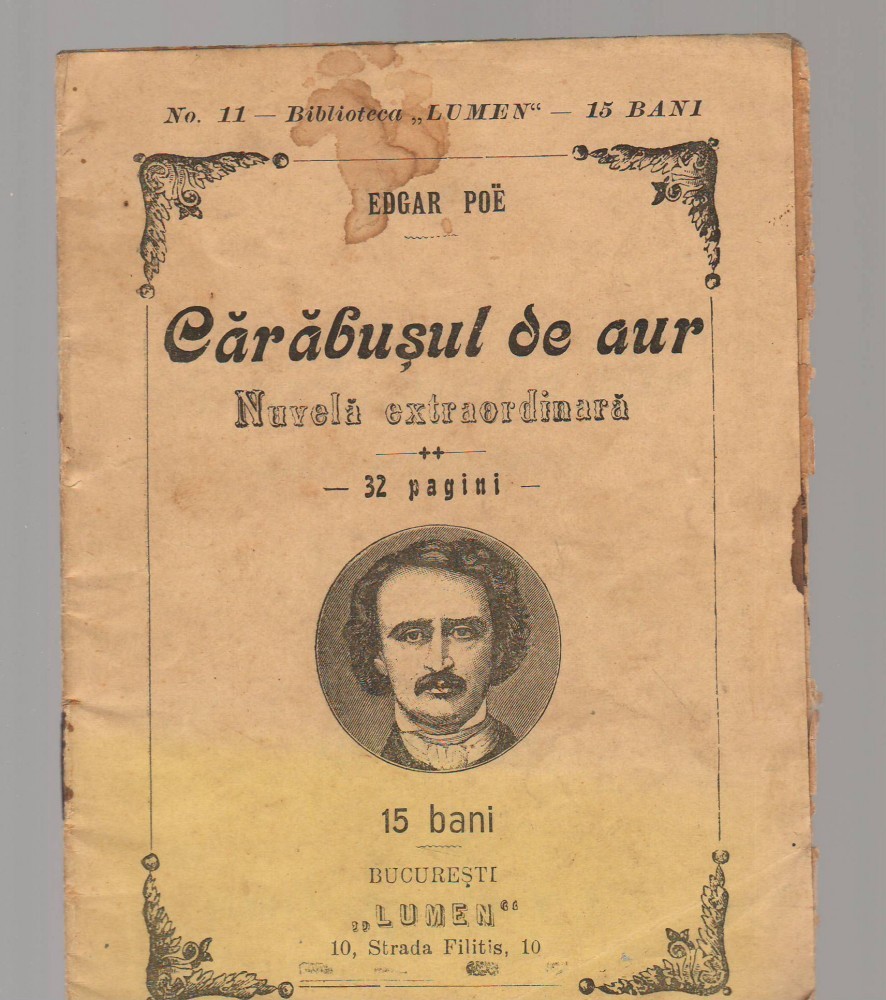 No. 11 — Biblioteca „LUMEN“ — 15 BANI
EDGAR POË
Cărăbușul de aur
Nuvelă extraordinară
— 32 pagini —
15 bani
BUCUREȘTI
„LUMEN“
10, Strada Filitis, 10